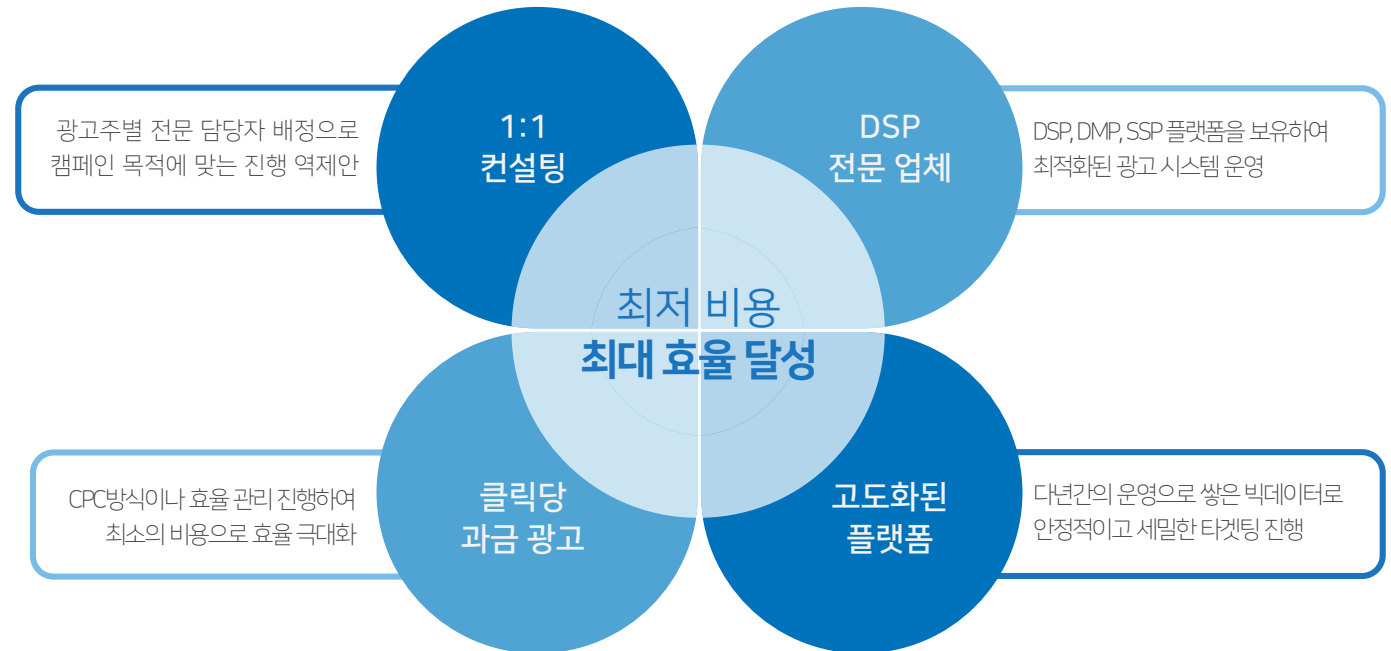 광고주별 전문 담당자 배정으로
캠페인 목적에 맞는 진행 역제안
1:1
컨설팅
DSP
전문 업체
DSP, DMP, SSP 플랫폼을 보유하여
최적화된 광고 시스템 운영
최저 비용
최대 효율 달성
CPC방식이나 효율 관리 진행하여
최소의 비용으로 효율 극대화
클릭당
과금 광고
고도화된
플랫폼
다년간의 운영으로 쌓은 빅데이터로
안정적이고 세밀한 타겟팅 진행